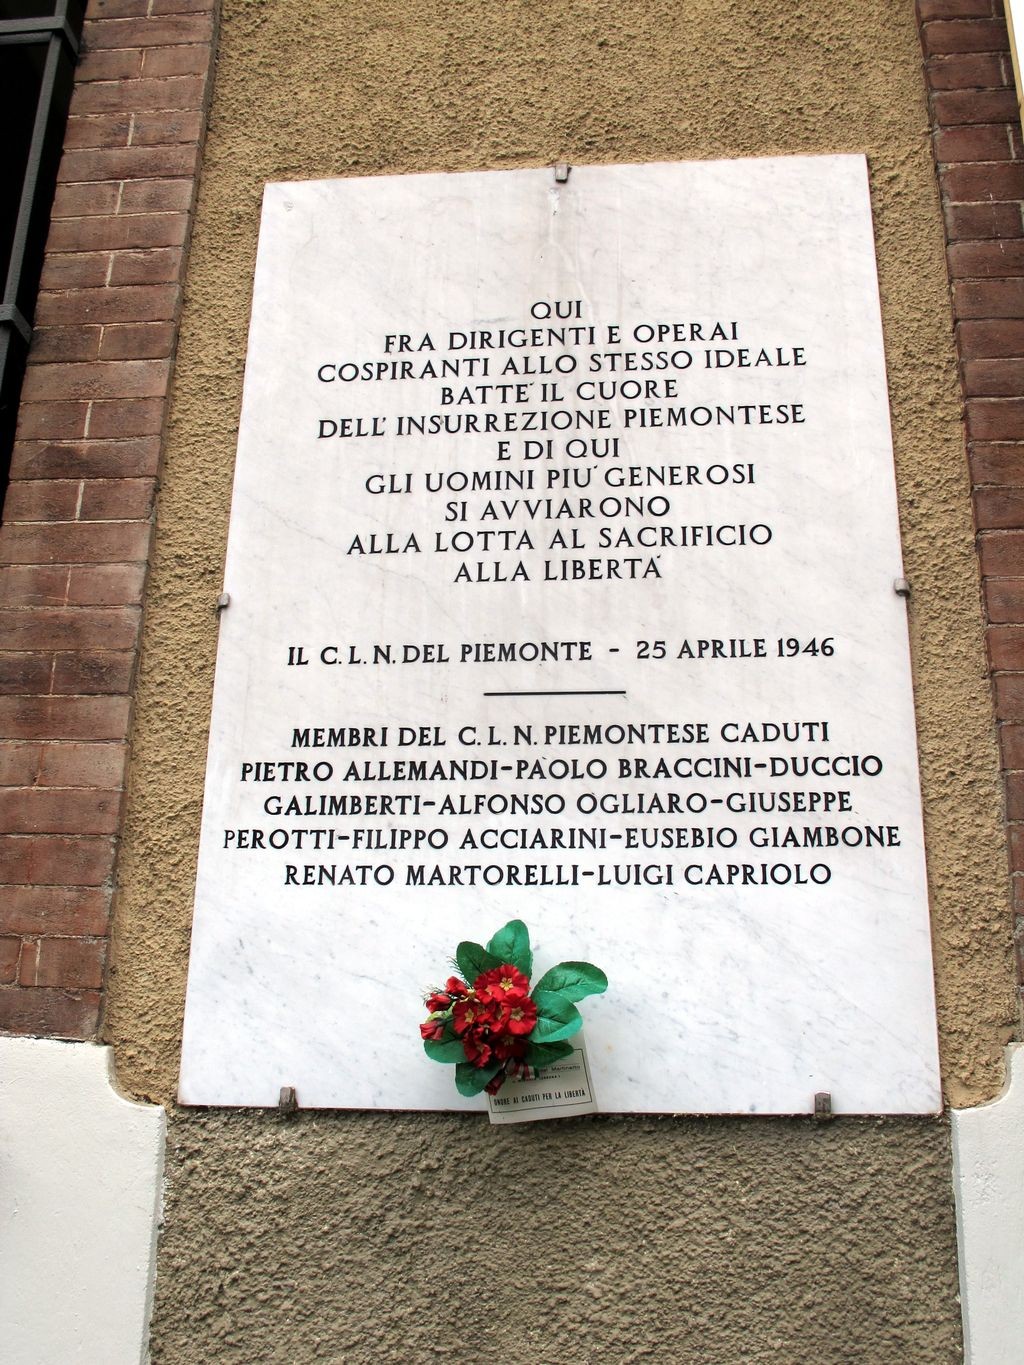 QUI
FRA DIRIGENTI E OPERAI
COSPIRANTI ALLO STESSO IDEALE
BATTE' IL CUORE
DELL' INSURREZIONE PIEMONTESE
E DI QUI
GLI UOMINI PIU' GENEROSI
SI AVVIARONO
ALLA LOTTA AL SACRIFICIO
ALLA LIBERTA'
IL C.L.N. DEL PIEMONTE - 25 APRILE 1946
MEMBRI DEL C.L.N. PIEMONTESE CADUTI
PIETRO ALLEMANDI-PAOLO BRACCINI-DUCCIO
GALIMBERTI-ALFONSO OGLIARO-GIUSEPPE
PEROTTI-FILIPPO ACCIARINI-EUSEBIO GIAMBONE
RENATO MARTORELLI-LUIGI CAPRIOLO
Martinetto
ONORE AI CADUTI PER LA LIBERTÀ